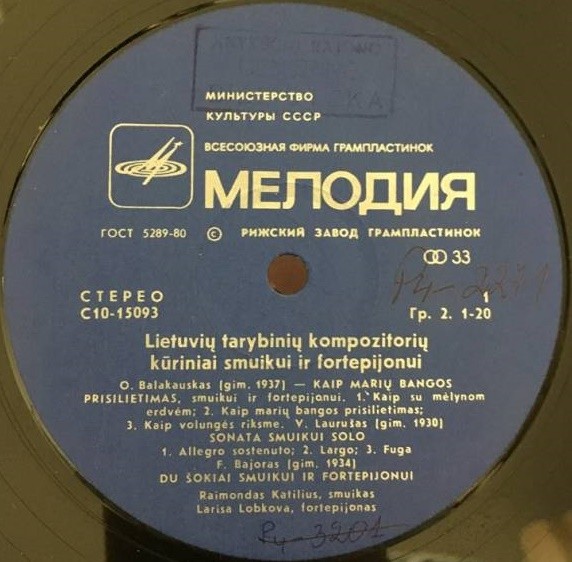 МИНИСТЕРСТВО
КУЛЬТУРЫ СССР
ВСЕСОЮЗНАЯ ФИРМА ГРАМПЛАСТИНОК
МЕЛОДИЯ
ГОСТ 5289-80 © РИЖСКИЙ ЗАВОД ГРАМПЛАСТИНОК
33
СТЕРЕО 1
С10-15093 Гр. 2. 1-20
Lietuvių tarybinių kompozitorių
kūriniai smuikui ir fortepijonui
O. Balakauskas (gim. 1937) — KAIP MARIŲ BANGOS
PRISILIETIMAS, smuikui ir fortepijonui. 1. Kaip su mėlynom
erdvėm; 2. Kaip marių bangos prisilietimas;
3. Kaip volungės riksme. V. Laurušas (gim. 1930)
SONATA SMUIKUI SOLO
1. Allegro sostenuto; 2. Largo; 3. Fuga
F. Bajoras (gim. 1934)
DU ŠOKIAI SMUIKUI IR FORTEPIJONUI
Raimondas Katilius, smuikas
Larisa Lobkova, fortepijonas